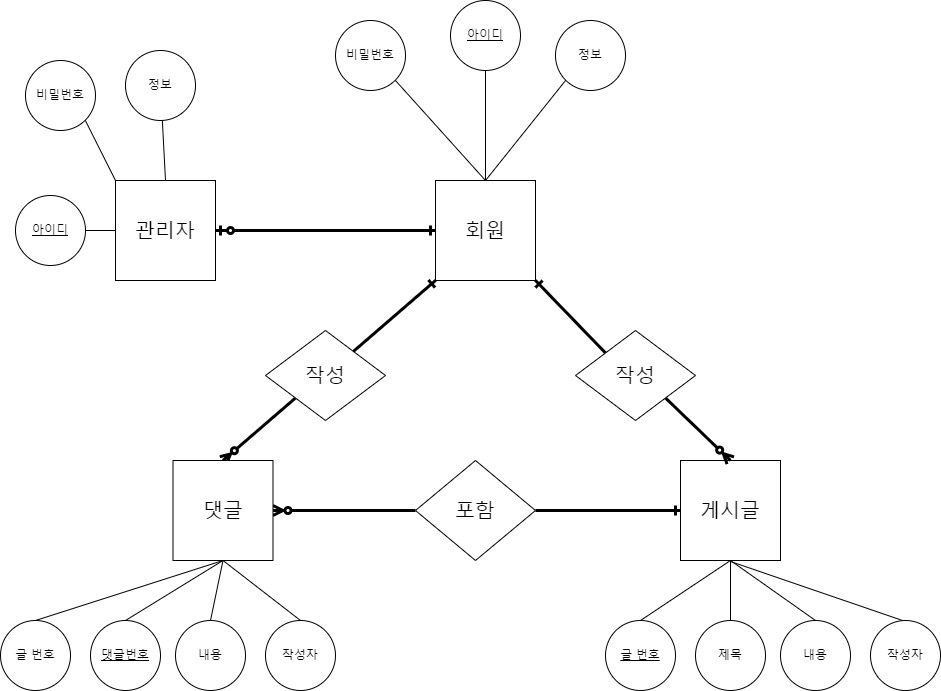 아이디
비밀번호
정보
정보
비밀번호
아이디
관리자
회원
작성
작성
댓글
포함
게시글
글 번호
댓글번호
내용
작성자
글 번호
제목
내용
작성자